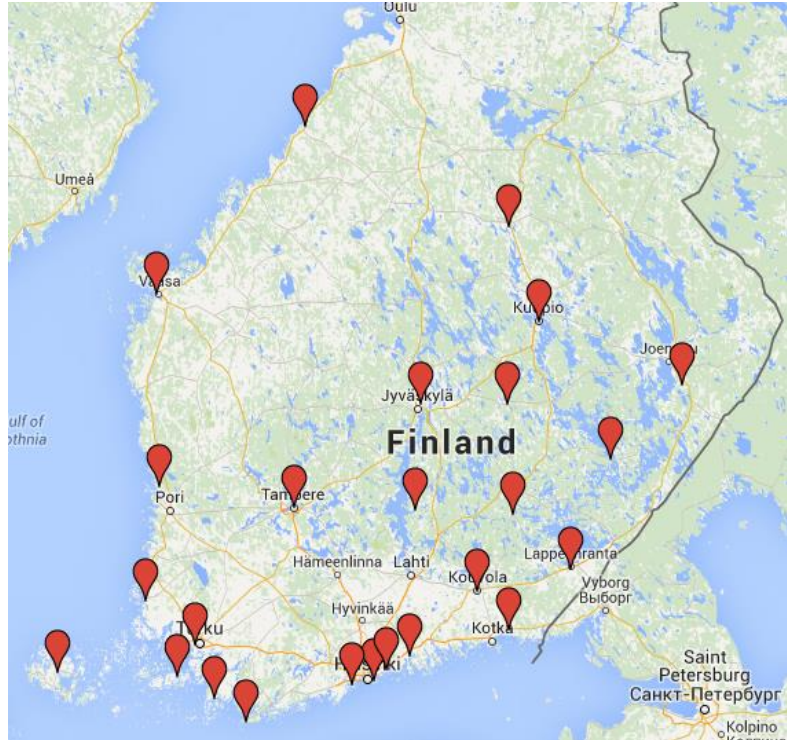 Oulu
Umeå
Vaasa
Kuopio
Joensuu
Jyväskylä
ulf of
othnia
Finland
Pori
Tampere
Hämeenlinna
Lahti
Lappeenranta
Kouvola
Vyborg
Выборг
Hyvinkää
Turku
Kotka
Helsinki
Saint
Petersburg
Санкт-Петербург
Kolpino